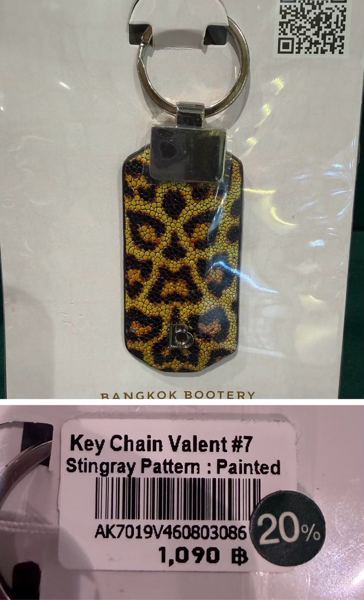 B
BANGKOK BOOTERY
Key Chain Valent #7
Stingray Pattern : Painted
AK7019V460803086
20%
1,090 ฿